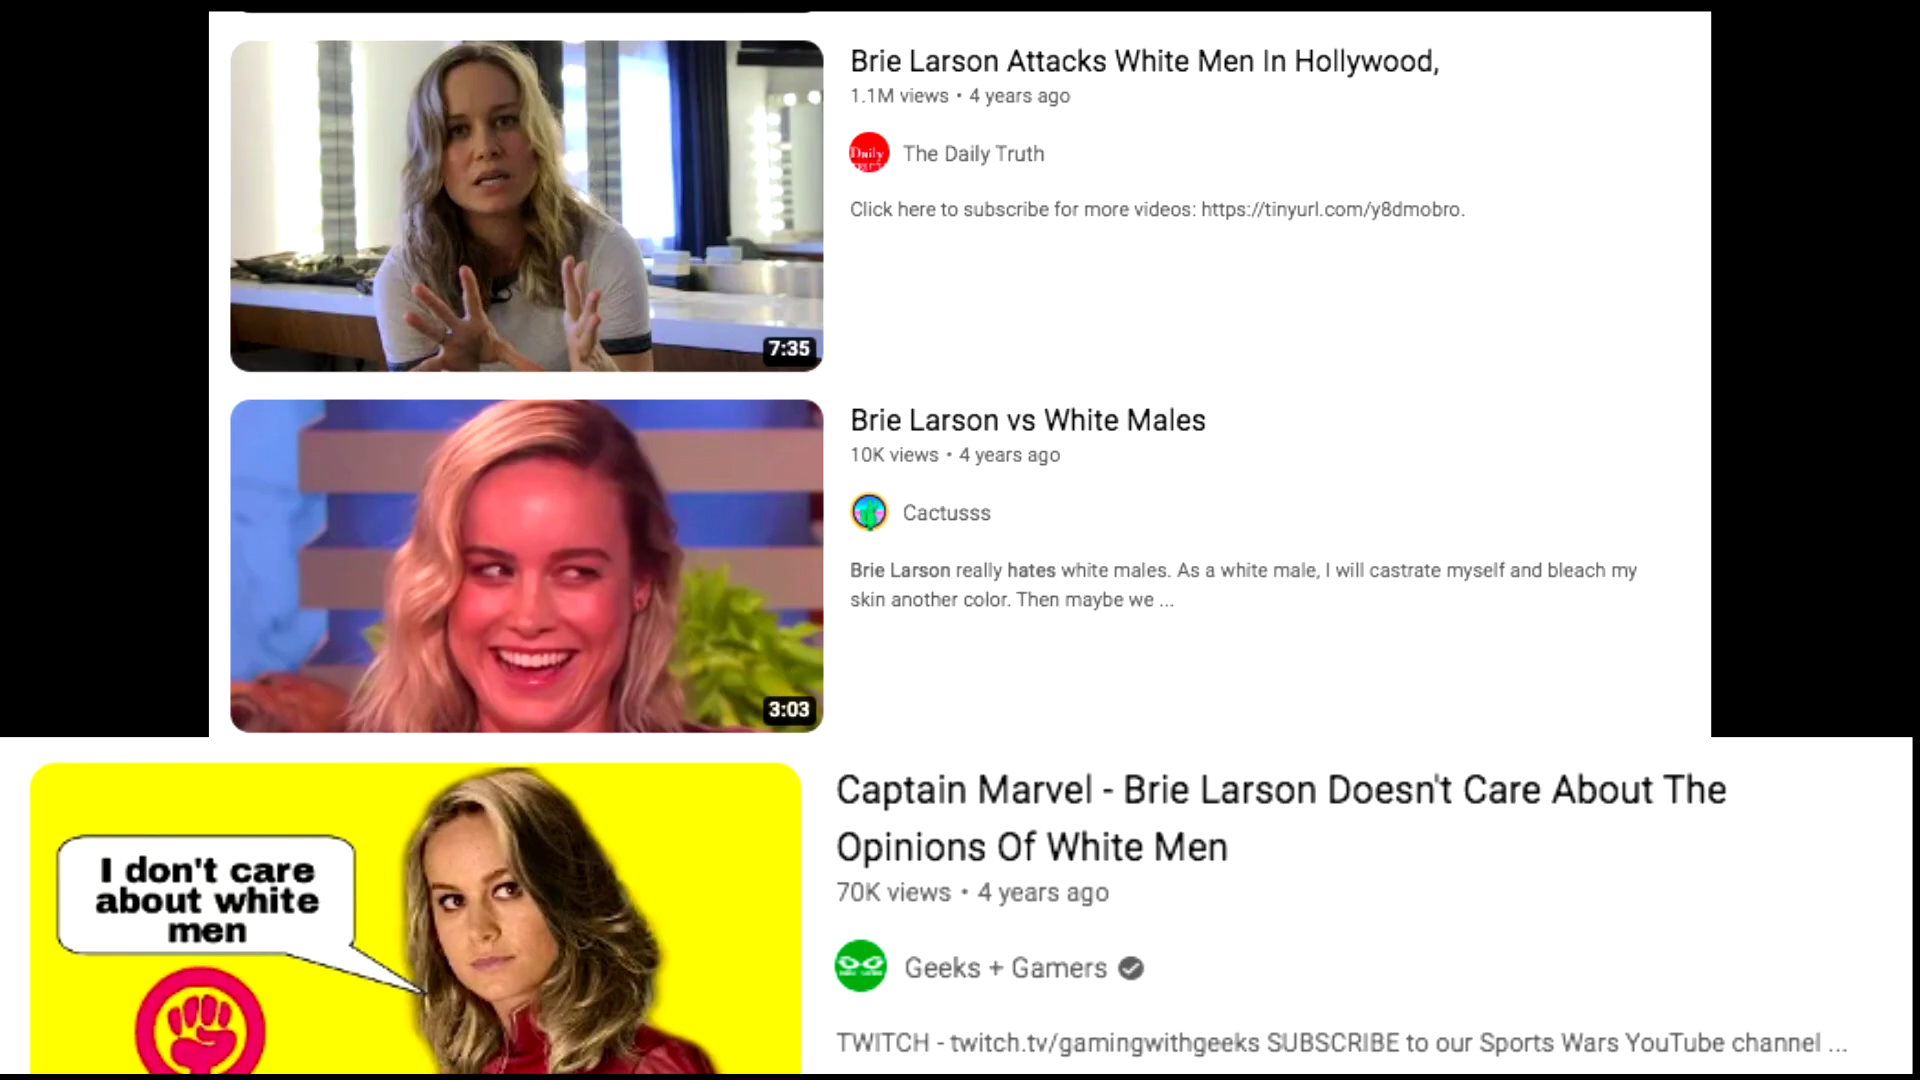 Brie Larson Attacks White Men In Hollywood,
1.1M views • 4 years ago
Daily
The Daily Truth
Click here to subscribe for more videos: https://tinyurl.com/y8dmobro.
7:35
Brie Larson vs White Males
10K views • 4 years ago
Cactusss
Brie Larson really hates white males. As a white male, I will castrate myself and bleach my
skin another color. Then maybe we ...
3:03
Captain Marvel - Brie Larson Doesn't Care About The
Opinions Of White Men
70K views • 4 years ago
I don't care
about white
men
Geeks + Gamers
TWITCH - twitch.tv/gamingwithgeeks SUBSCRIBE to our Sports Wars YouTube channel ...